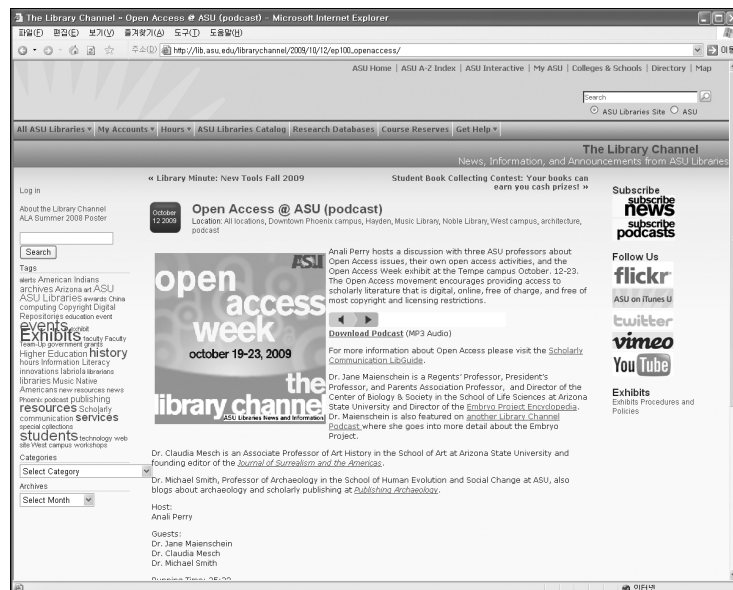 The Library Channel » Open Access @ ASU (podcast) - Microsoft Internet Explorer
파일(F) 편집(E) 보기(V) 즐겨찾기(A) 도구(T) 도움말(H)
주소(D) http://lib.asu.edu/librarychannel/2009/10/12/ep100_openaccess/
ASU Home | ASU A-Z Index | ASU Interactive | My ASU | Colleges & Schools | Directory | Map
Search
ASU Libraries Site ASU
All ASU Libraries My Accounts Hours ASU Libraries Catalog Research Databases Course Reserves Get Help
The Library Channel
News, Information, and Announcements from ASU Libraries
« Library Minute: New Tools Fall 2009
Student Book Collecting Contest: Your books can
earn you cash prizes! »
Log in
About the Library Channel
ALA Summer 2008 Poster
Search
Tags
alerts American Indians
archives Arizona art ASU
ASU Libraries awards China
computing Copyright Digital
Repositories education event
events exhibit
Exhibits faculty Faculty
Team-Up government grants
Higher Education history
hours Information Literacy
innovations labriola librarians
libraries Music Native
Americans new resources news
Phoenix podcast publishing
resources Scholarly
communication services
special collections
students technology web
site West campus workshops
Categories
Select Category
Archives
Select Month
October
12 2009
Open Access @ ASU (podcast)
Location: All locations, Downtown Phoenix campus, Hayden, Music Library, Noble Library, West campus, architecture,
podcast
ASU
open
access
week
october 19-23, 2009
the
library channel
ASU Libraries News and Information
Anali Perry hosts a discussion with three ASU professors about
Open Access issues, their own open access activities, and the
Open Access Week exhibit at the Tempe campus October. 12-23.
The Open Access movement encourages providing access to
scholarly literature that is digital, online, free of charge, and free of
most copyright and licensing restrictions.
Download Podcast (MP3 Audio)
For more information about Open Access please visit the Scholarly
Communication LibGuide.
Dr. Jane Maienschein is a Regents' Professor, President's
Professor, and Parents Association Professor, and Director of the
Center of Biology & Society in the School of Life Sciences at Arizona
State University and Director of the Embryo Project Encyclopedia.
Dr. Maienschein is also featured on another Library Channel
Podcast where she goes into more detail about the Embryo
Project.
Dr. Claudia Mesch is an Associate Professor of Art History in the School of Art at Arizona State University and
founding editor of the Journal of Surrealism and the Americas.
Dr. Michael Smith, Professor of Archaeology in the School of Human Evolution and Social Change at ASU, also
blogs about archaeology and scholarly publishing at Publishing Archaeology.
Host:
Anali Perry
Guests:
Dr. Jane Maienschein
Dr. Claudia Mesch
Dr. Michael Smith
Running Time: 25:22
Subscribe
subscribe
news
subscribe
podcasts
Follow Us
flickr
ASU on iTunes U
twitter
vimeo
You Tube
Exhibits
Exhibits Procedures and
Policies
인터넷